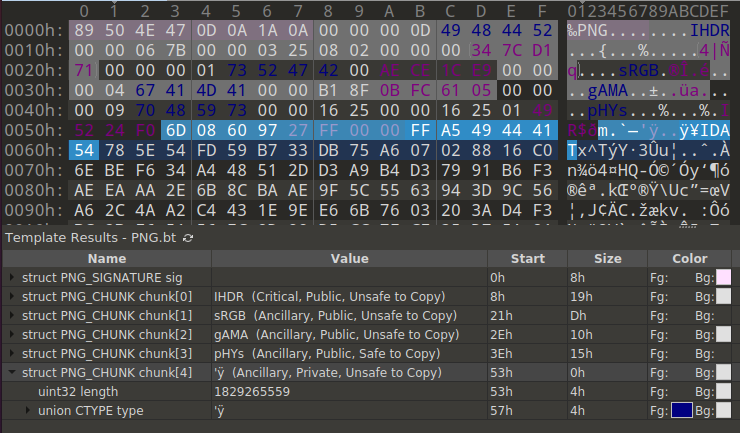 0 1 2 3 4 5 6 7 8 9 A B C D E F 0123456789ABCDEF
0000h: 89 50 4E 47 0D 0A 1A 0A 00 00 00 0D 49 48 44 52 ‰PNG........IHDR
0010h: 00 00 06 7B 00 00 03 25 08 02 00 00 00 34 7C D1 ...{...%.....4|Ñ
0020h: 71 00 00 00 01 73 52 47 42 00 AE CE 1C E9 00 00 q....sRGB.®Î.é..
0030h: 00 04 67 41 4D 41 00 00 B1 8F 0B FC 61 05 00 00 ..gAMA..±..üa...
0040h: 00 09 70 48 59 73 00 00 16 25 00 00 16 25 01 49 ..pHYs...%...%.I
0050h: 52 24 F0 6D 08 60 97 27 FF 00 00 FF A5 49 44 41 R$ðm.`—'ÿ..ÿ¥IDA
0060h: 54 78 5E 54 FD 59 B7 33 DB 75 A6 07 02 88 16 C0 Tx^TýY·3Ûu¦..ˆ.À
0070h: 6E BE F6 34 A4 48 51 2D D3 A9 B4 D3 79 91 B6 F3 n¾ö4¤HQ-Ó©´Óy‘¶ó
0080h: AE EA AA 2E 6B 8C BA AE 9F 5C 55 63 94 3D 9C 56 ®êª.kŒº®Ÿ\Uc”=œV
0090h: A6 2C 4A A2 C4 43 1E 9E E6 6B 76 03 20 3A D4 F3 ¦,J¢ÄC.žækv. :Ôó
Template Results - PNG.bt
Name Value Start Size Color
struct PNG_SIGNATURE sig 0h 8h Fg: Bg:
struct PNG_CHUNK chunk[0] IHDR (Critical, Public, Unsafe to Copy) 8h 19h Fg: Bg:
struct PNG_CHUNK chunk[1] sRGB (Ancillary, Public, Unsafe to Copy) 21h Dh Fg: Bg:
struct PNG_CHUNK chunk[2] gAMA (Ancillary, Public, Unsafe to Copy) 2Eh 10h Fg: Bg:
struct PNG_CHUNK chunk[3] pHYs (Ancillary, Public, Safe to Copy) 3Eh 15h Fg: Bg:
struct PNG_CHUNK chunk[4] 'ÿ (Ancillary, Private, Unsafe to Copy) 53h 0h Fg: Bg:
uint32 length 1829265559 53h 4h Fg: Bg:
union CTYPE type 'ÿ 57h 4h Fg: Bg: